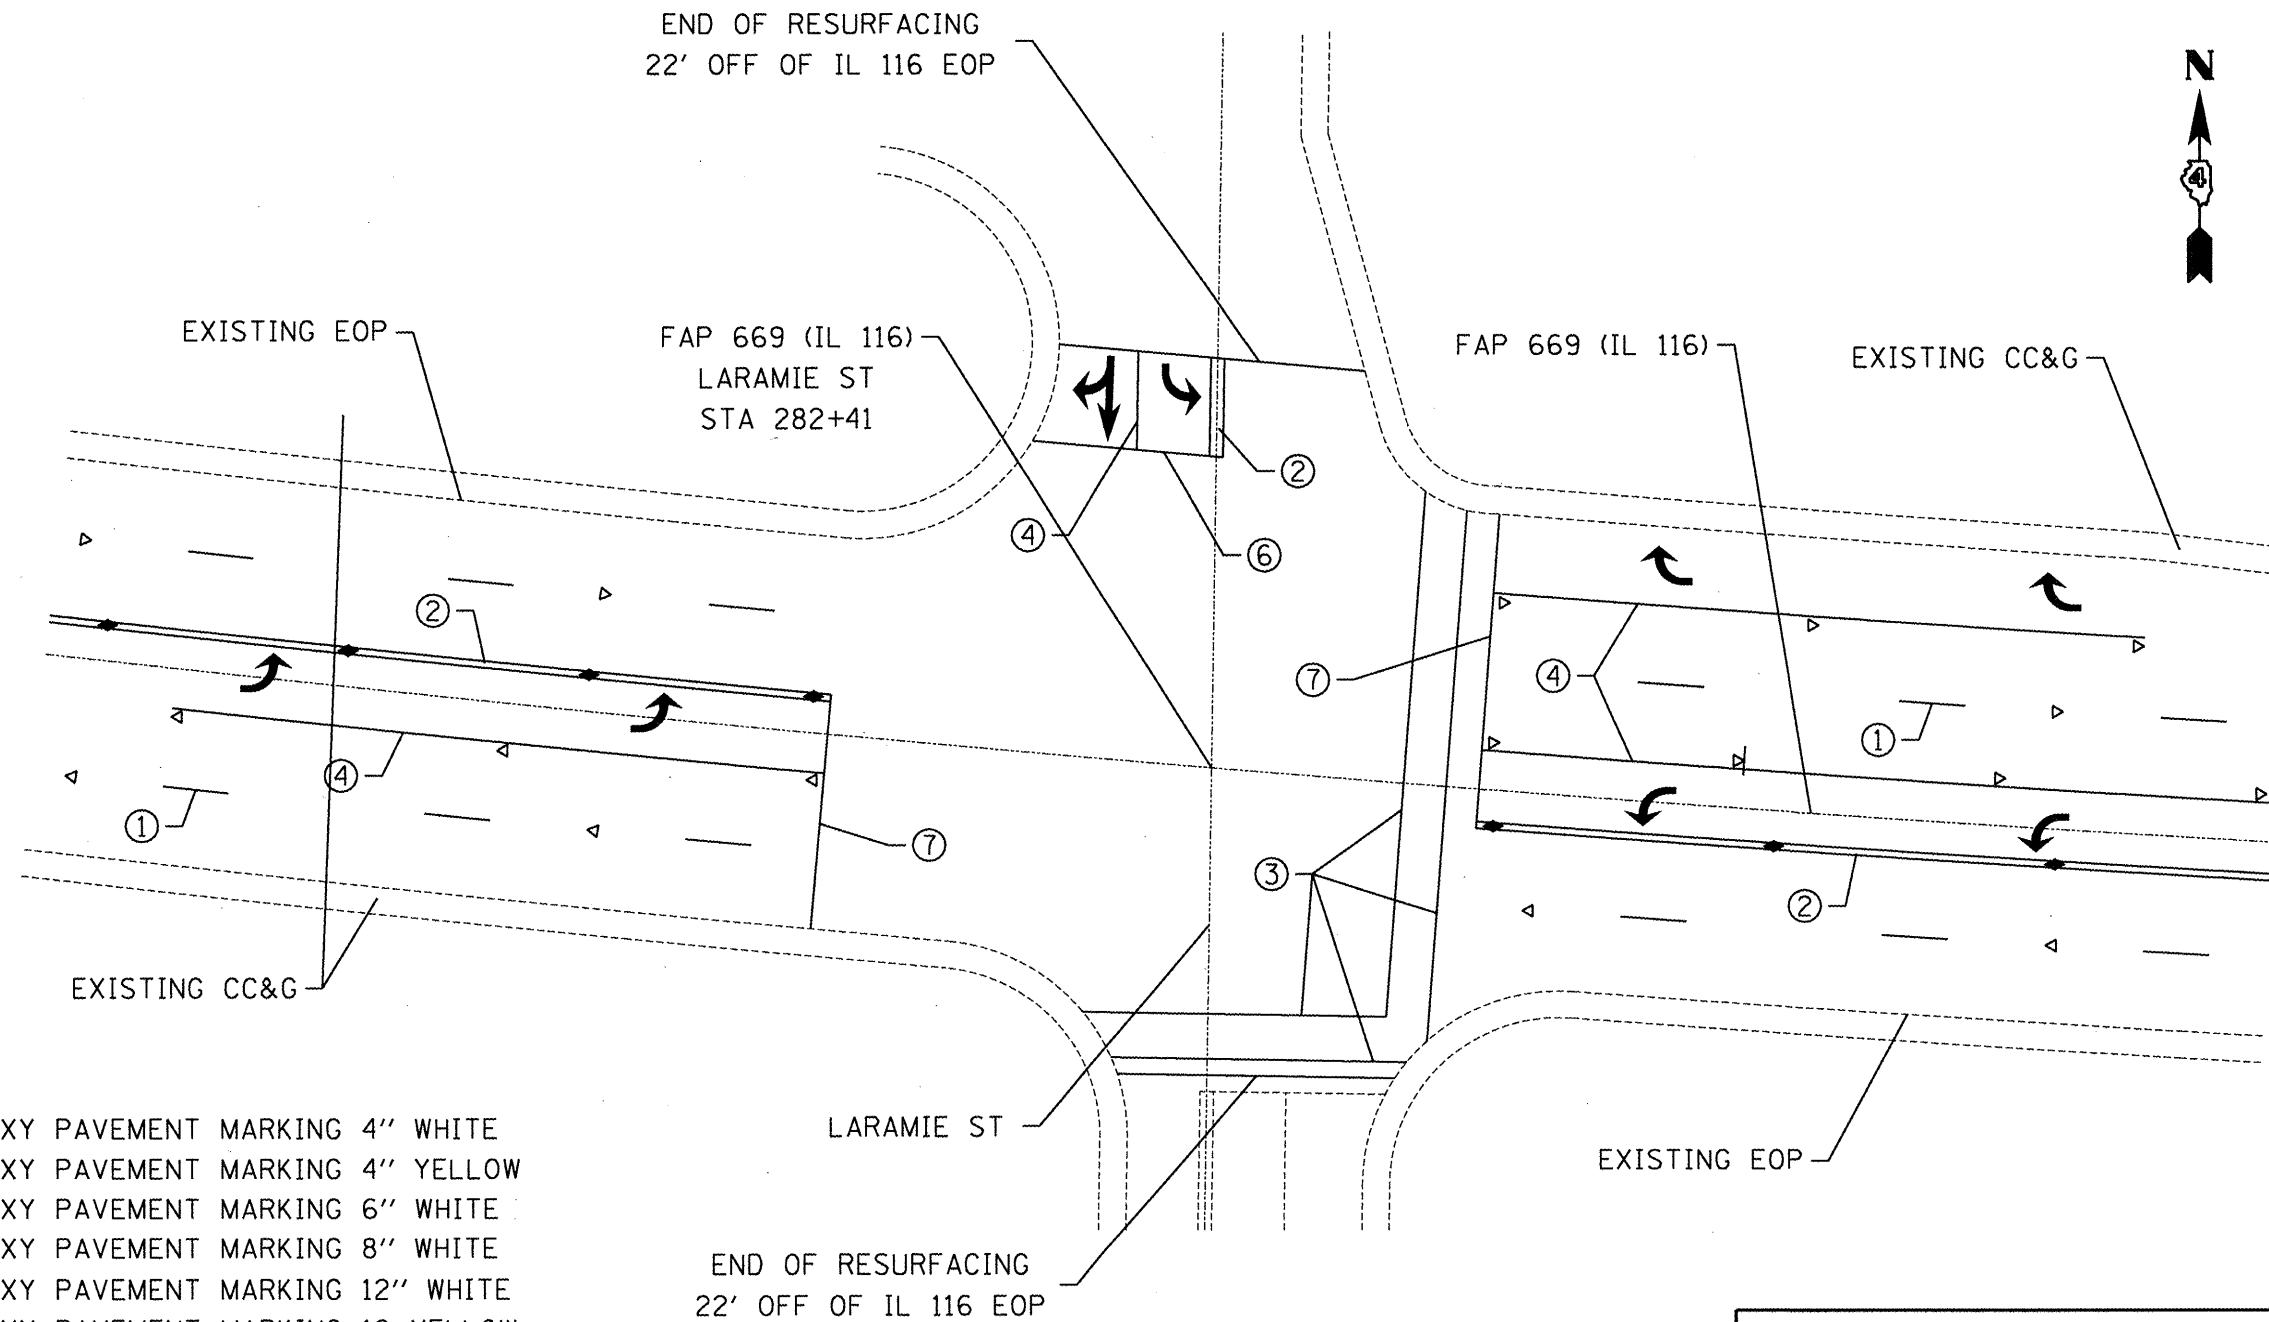 END OF RESURFACING
22' OFF OF IL 116 EOP
N
4
EXISTING EOP
FAP 669 (IL 116)
LARAMIE ST
STA 282+41
FAP 669 (IL 116)
EXISTING CC&G
2
4
6
2
7
4
1
4
1
7
3
2
EXISTING CC&G
LARAMIE ST
EXISTING EOP
XY PAVEMENT MARKING 4" WHITE
XY PAVEMENT MARKING 4" YELLOW
XY PAVEMENT MARKING 6" WHITE
XY PAVEMENT MARKING 8" WHITE
XY PAVEMENT MARKING 12" WHITE
END OF RESURFACING
22' OFF OF IL 116 EOP